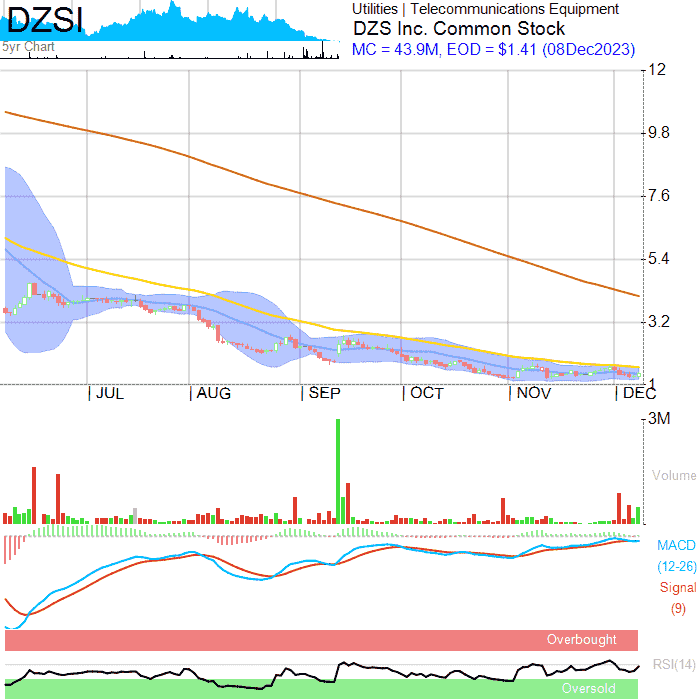 DZSI
5yr Chart
Utilities | Telecommunications Equipment
DZS Inc. Common Stock
MC = 43.9M, EOD = $1.41 (08Dec2023)
12
9.8
7.6
5.4
3.2
1
JUL AUG SEP OCT NOV DEC
3M
Volume
MACD
(12-26)
Signal
(9)
Overbought
RSI(14)
Oversold